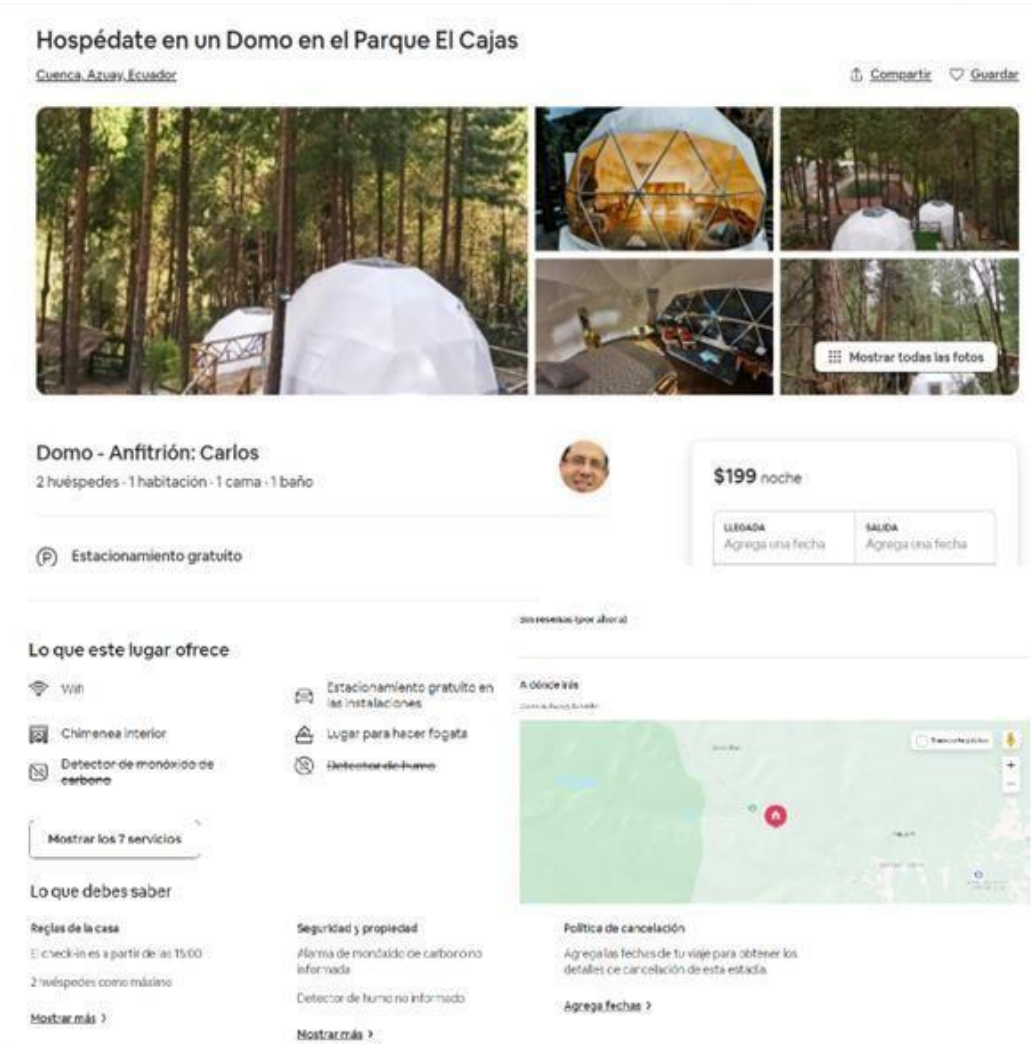 Hospédate en un Domo en el Parque El Cajas
Cuenca, Azuay, Ecuador
Compartir
Guardar
Mostrar todas las fotos
Domo - Anfitrión: Carlos
2 huéspedes · 1 habitación · 1 cama · 1 baño
$199 noche
LLEGADA
Agrega una fecha
SALIDA
Agrega una fecha
Estacionamiento gratuito
Sin reseñas (por ahora)
Lo que este lugar ofrece
Wifi
Estacionamiento gratuito en
las instalaciones
Chimenea interior
Lugar para hacer fogata
Detector de monóxido de
carbono
Detector de humo
Mostrar los 7 servicios
A dónde irás
Lo que debes saber
Reglas de la casa
El check-in es a partir de las 15:00
2 huéspedes como máximo
Mostrar más >
Seguridad y propiedad
Alarma de monóxido de carbono no
informada
Detector de humo no informado
Mostrar más >
Política de cancelación
Agrega las fechas de tu viaje para obtener los
detalles de cancelación de esta estadía.
Agrega fechas >